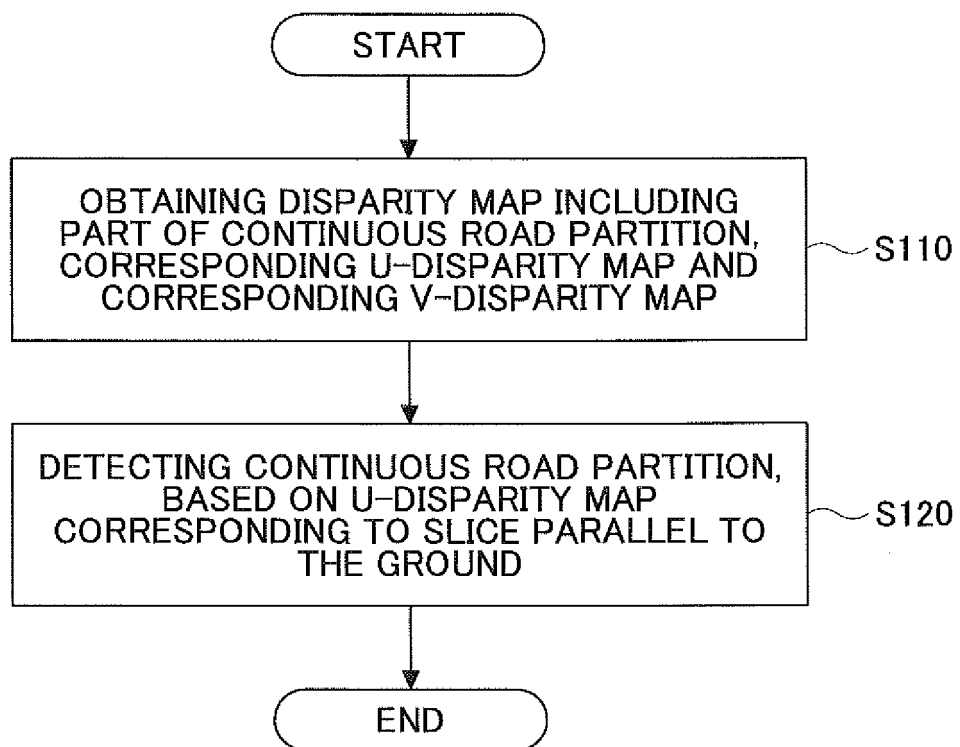 START
OBTAINING DISPARITY MAP INCLUDING
PART OF CONTINUOUS ROAD PARTITION,
CORRESPONDING U-DISPARITY MAP AND
CORRESPONDING V-DISPARITY MAP
S110
DETECTING CONTINUOUS ROAD PARTITION,
BASED ON U-DISPARITY MAP
CORRESPONDING TO SLICE PARALLEL TO
THE GROUND
S120
END